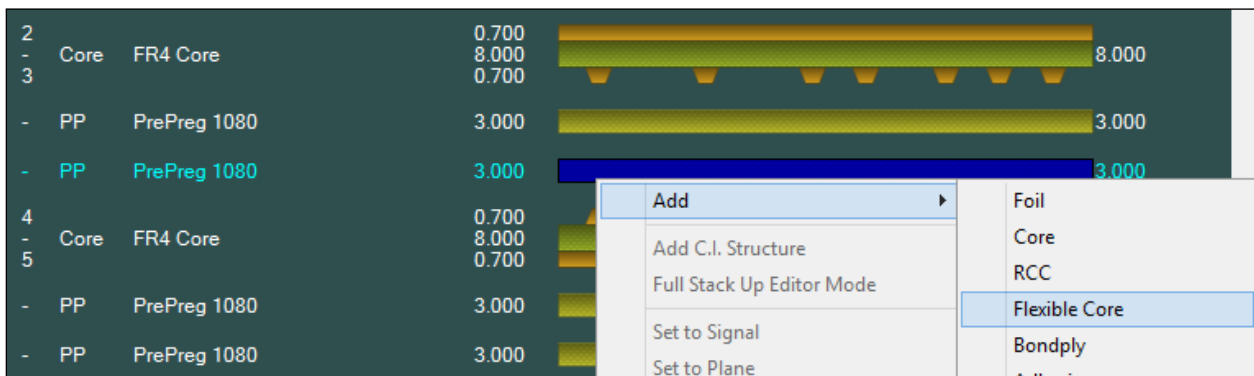 2 0.700
- Core FR4 Core 8.000 8.000
3 0.700
- PP PrePreg 1080 3.000 3.000
- PP PrePreg 1080 3.000 3.000
4 0.700
- Core FR4 Core 8.000
5 0.700
- PP PrePreg 1080 3.000
- PP PrePreg 1080 3.000
Add
Add C.I. Structure
Full Stack Up Editor Mode
Set to Signal
Set to Plane
Foil
Core
RCC
Flexible Core
Bondply